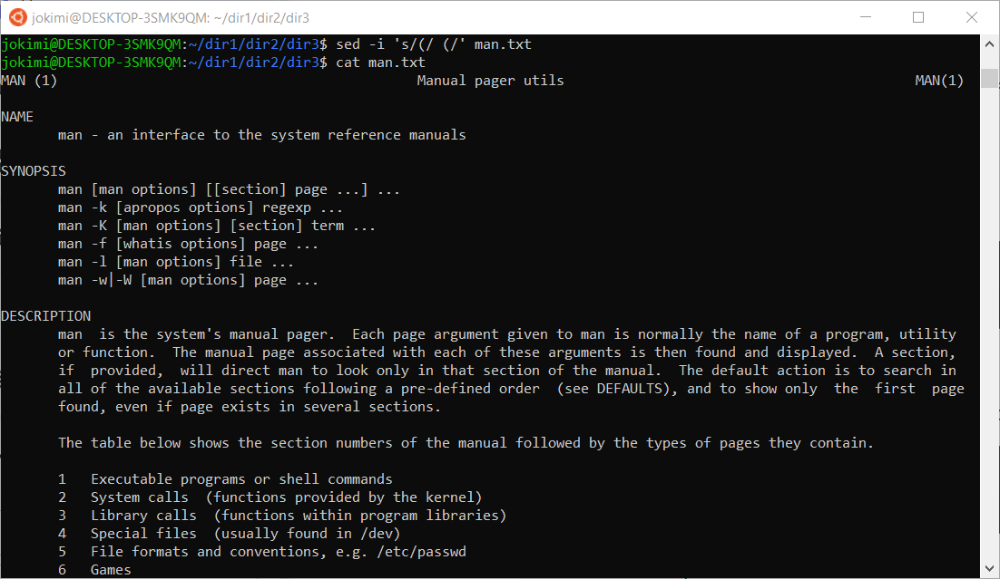 jokimi@DESKTOP-3SMK9QM: ~/dir1/dir2/dir3
jokimi@DESKTOP-3SMK9QM:~/dir1/dir2/dir3$ sed -i 's/(/ (/' man.txt
jokimi@DESKTOP-3SMK9QM:~/dir1/dir2/dir3$ cat man.txt
MAN (1)                                            Manual pager utils                                           MAN(1)
NAME
       man - an interface to the system reference manuals
SYNOPSIS
       man [man options] [[section] page ...] ...
       man -k [apropos options] regexp ...
       man -K [man options] [section] term ...
       man -f [whatis options] page ...
       man -l [man options] file ...
       man -w|-W [man options] page ...
DESCRIPTION
       man  is the system's manual pager.  Each page argument given to man is normally the name of a program, utility
       or function.  The manual page associated with each of these arguments is then found and displayed.  A section,
       if  provided,  will direct man to look only in that section of the manual.  The default action is to search in
       all of the available sections following a pre-defined order  (see DEFAULTS), and to show only  the  first  page
       found, even if page exists in several sections.
       The table below shows the section numbers of the manual followed by the types of pages they contain.
       1   Executable programs or shell commands
       2   System calls  (functions provided by the kernel)
       3   Library calls  (functions within program libraries)
       4   Special files  (usually found in /dev)
       5   File formats and conventions, e.g. /etc/passwd
       6   Games